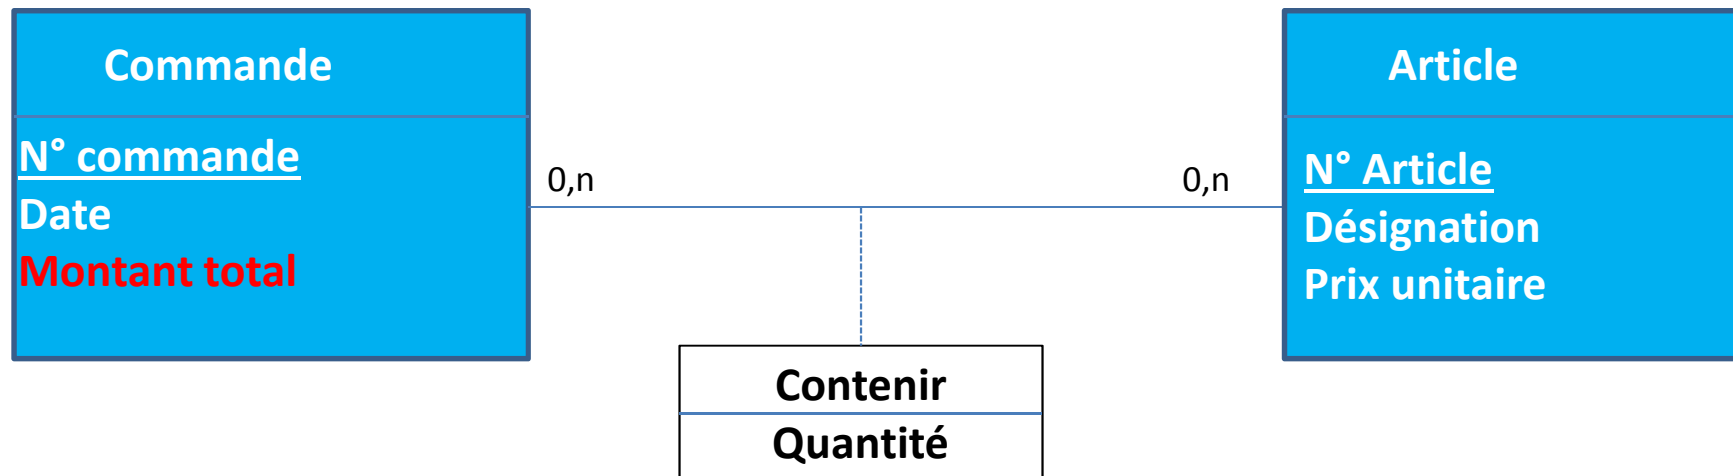 Commande
N° commande
Date
Montant total
0,n
0,n
Article
N° Article
Désignation
Prix unitaire
Contenir
Quantité